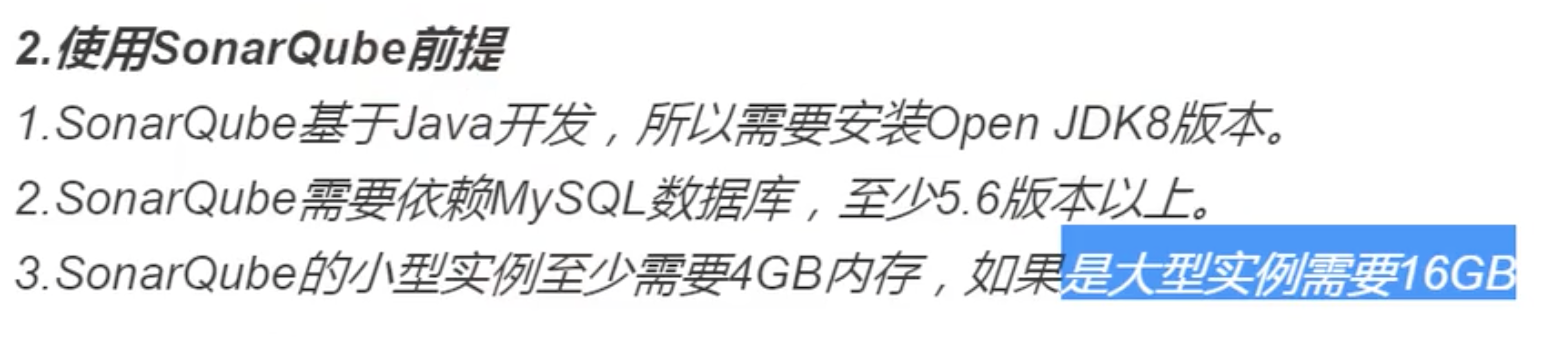 2.使用SonarQube前提
1.SonarQube基于Java开发，所以需要安装Open JDK8版本。
2.SonarQube需要依赖MySQL数据库，至少5.6版本以上。
3.SonarQube的小型实例至少需要4GB内存，如果是大型实例需要16GB